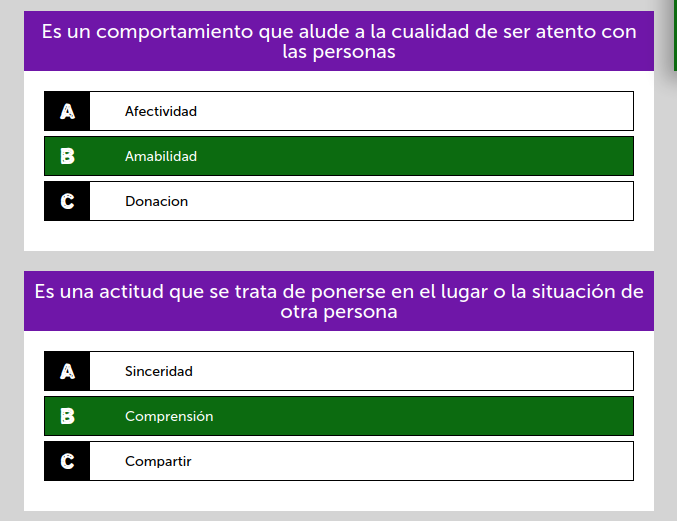 Es un comportamiento que alude a la cualidad de ser atento con
las personas
A Afectividad
B Amabilidad
C Donacion
Es una actitud que se trata de ponerse en el lugar o la situación de
otra persona
A Sinceridad
B Comprensión
C Compartir